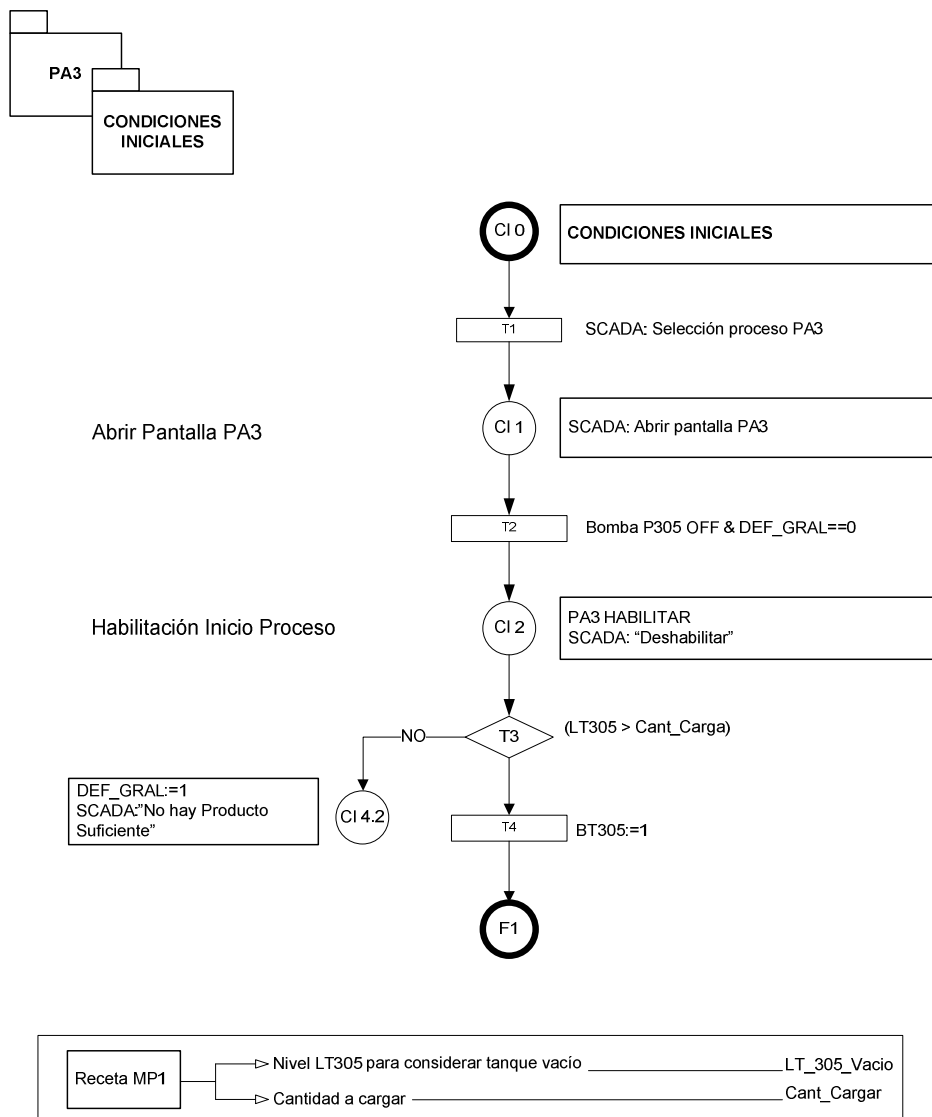 PA3
CONDICIONES
INICIALES
CI 0
CONDICIONES INICIALES
T1
SCADA: Selección proceso PA3
Abrir Pantalla PA3
CI 1
SCADA: Abrir pantalla PA3
T2
Bomba P305 OFF & DEF_GRAL==0
Habilitación Inicio Proceso
CI 2
PA3 HABILITAR
SCADA: “Deshabilitar”
NO
T3
(LT305 > Cant_Carga)
DEF_GRAL:=1
SCADA:”No hay Producto
Suficiente”
CI 4.2
T4
BT305:=1
F1
Receta MP1
Nivel LT305 para considerar tanque vacío
LT_305_Vacio
Cantidad a cargar
Cant_Cargar